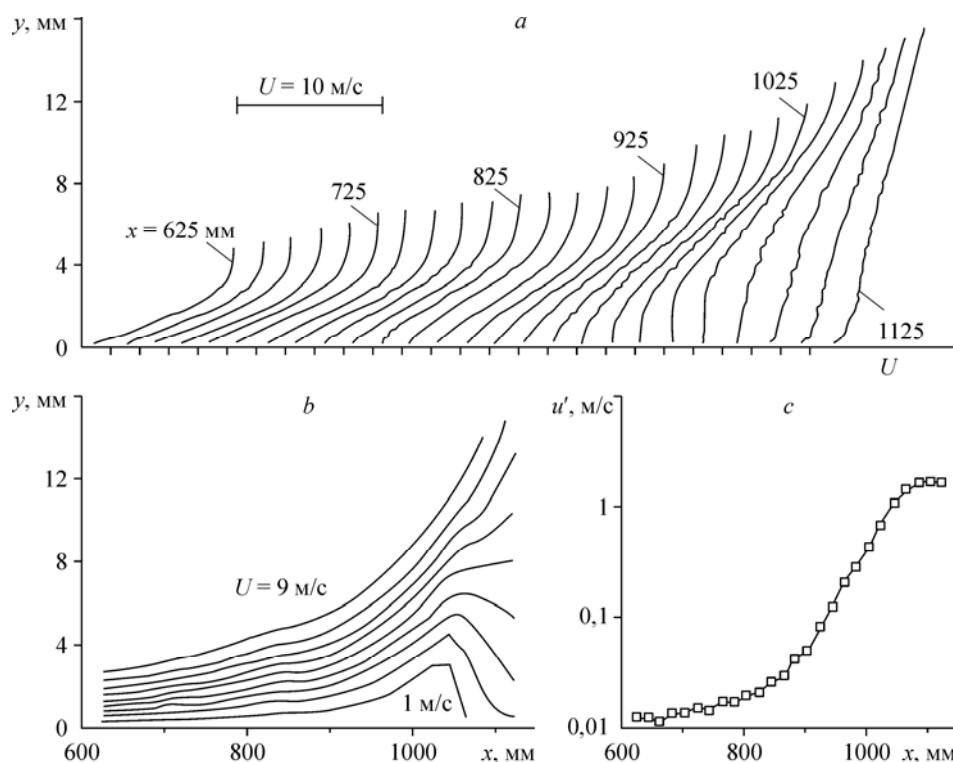 y, мм
a
12
8
4
0
U = 10 м/с
x = 625 мм
725
825
925
1025
1125
U
y, мм
b
12
8
4
0
U = 9 м/с
1 м/с
600
800
1000
x, мм
u′, м/с
c
1
0,1
0,01
600
800
1000
x, мм